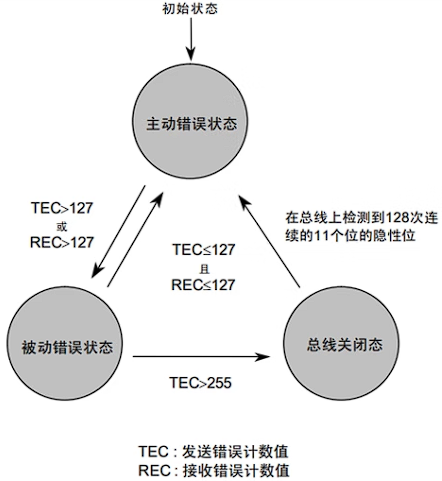 初始状态
主动错误状态
TEC>127
或
REC>127
TEC≤127
且
REC≤127
在总线上检测到128次连
续的11个位的隐性位
被动错误状态
总线关闭态
TEC>255
TEC : 发送错误计数值
REC : 接收错误计数值